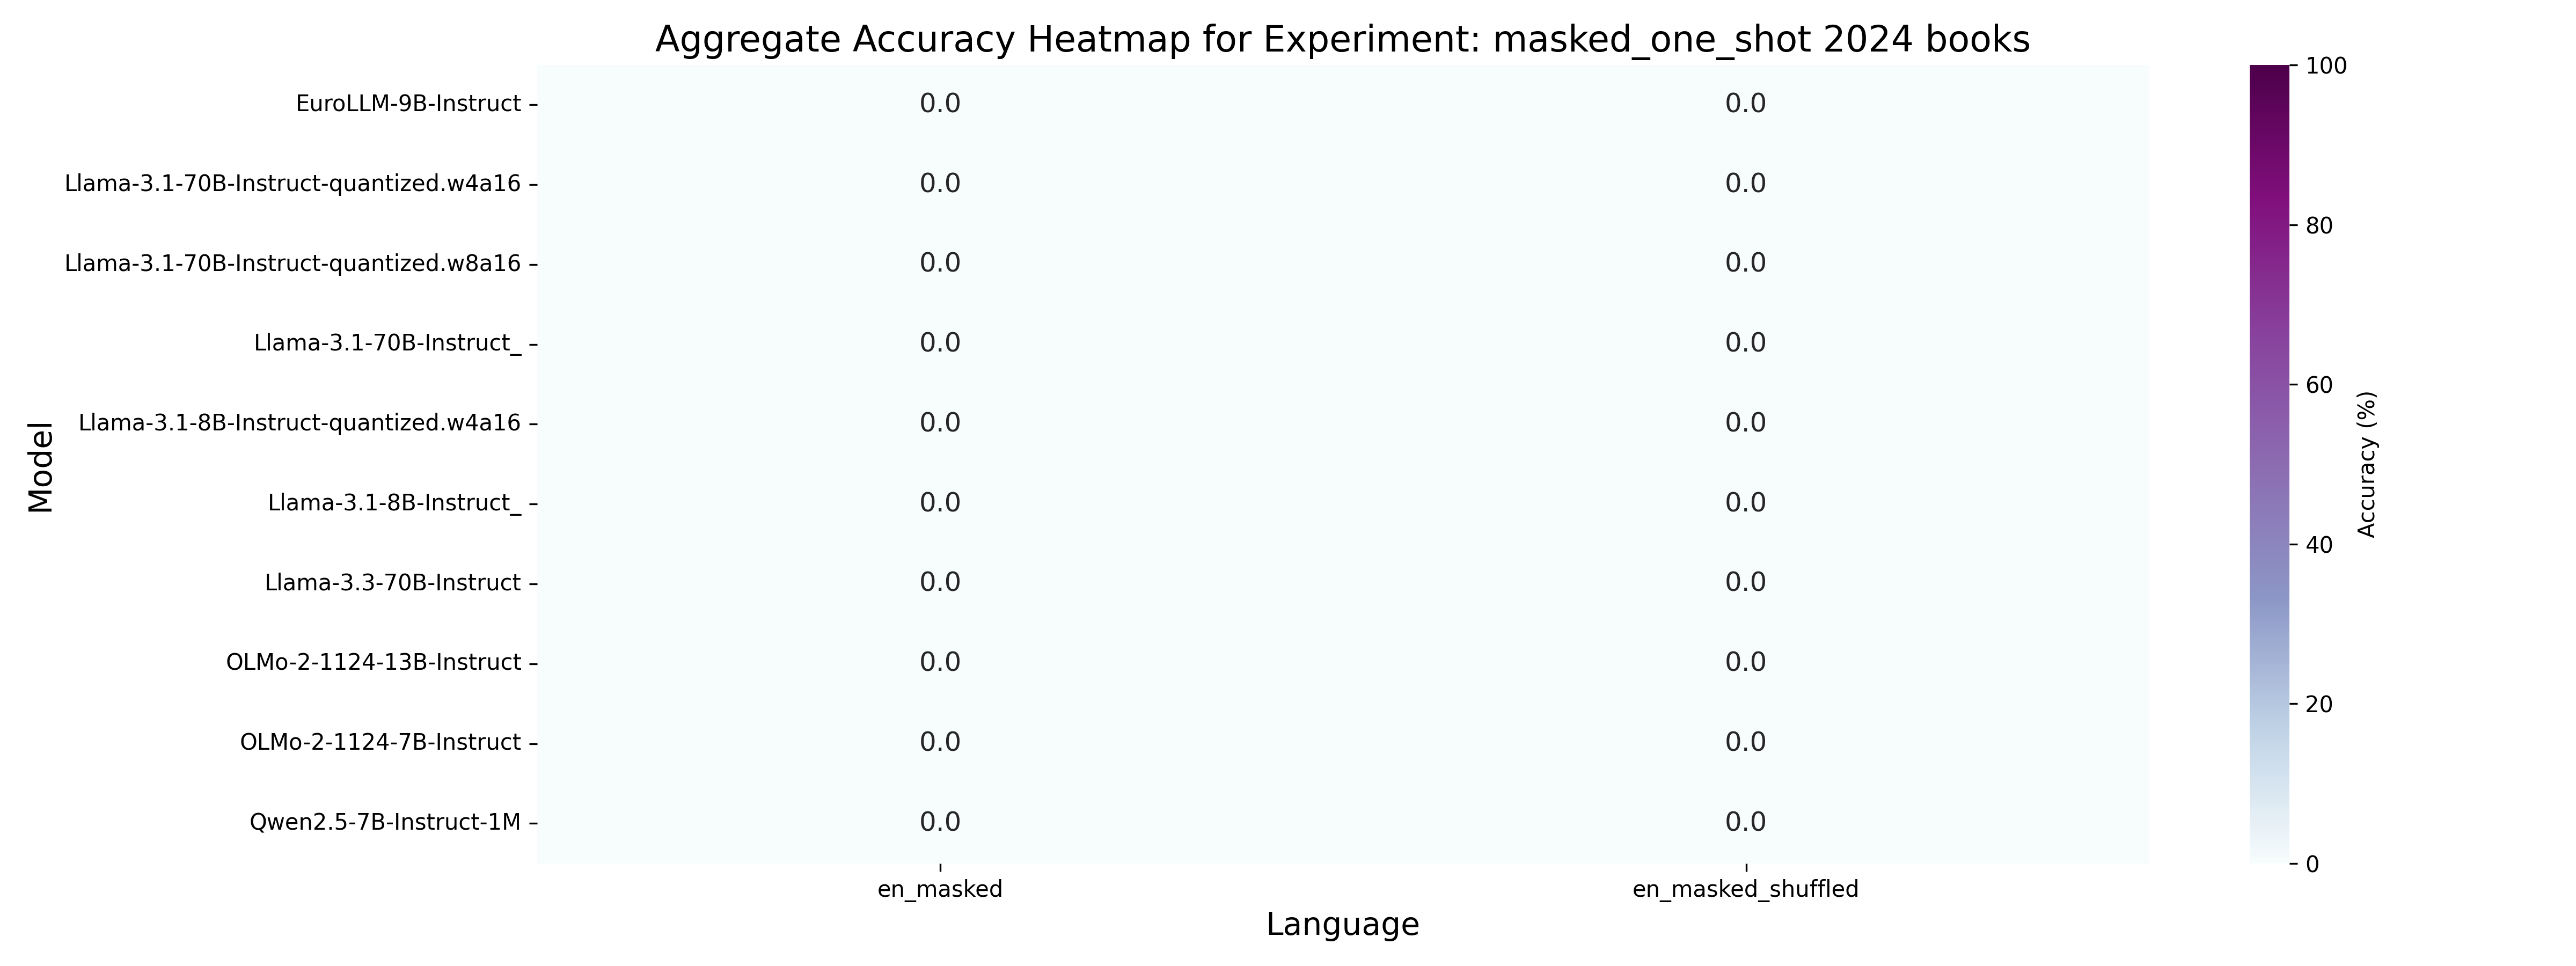 Aggregate Accuracy Heatmap for Experiment: masked_one_shot 2024 books
Model
EuroLLM-9B-Instruct 0.0 0.0
Llama-3.1-70B-Instruct-quantized.w4a16 0.0 0.0
Llama-3.1-70B-Instruct-quantized.w8a16 0.0 0.0
Llama-3.1-70B-Instruct_ 0.0 0.0
Llama-3.1-8B-Instruct-quantized.w4a16 0.0 0.0
Llama-3.1-8B-Instruct_ 0.0 0.0
Llama-3.3-70B-Instruct 0.0 0.0
OLMo-2-1124-13B-Instruct 0.0 0.0
OLMo-2-1124-7B-Instruct 0.0 0.0
Qwen2.5-7B-Instruct-1M 0.0 0.0
en_masked en_masked_shuffled
Language
100
80
60
40
20
0
Accuracy (%)